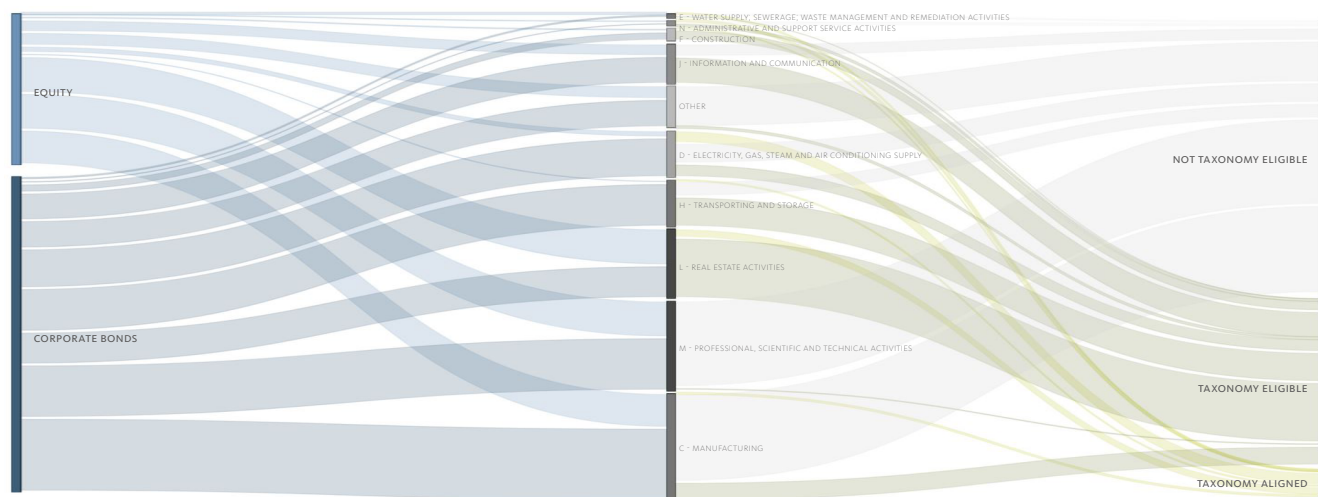 EQUITY
CORPORATE BONDS
E - WATER SUPPLY; SEWERAGE; WASTE MANAGEMENT AND REMEDIATION ACTIVITIES
N - ADMINISTRATIVE AND SUPPORT SERVICE ACTIVITIES
F - CONSTRUCTION
J - INFORMATION AND COMMUNICATION
OTHER
D - ELECTRICITY, GAS, STEAM AND AIR CONDITIONING SUPPLY
H - TRANSPORTING AND STORAGE
L - REAL ESTATE ACTIVITIES
M - PROFESSIONAL, SCIENTIFIC AND TECHNICAL ACTIVITIES
C - MANUFACTURING
NOT TAXONOMY ELIGIBLE
TAXONOMY ELIGIBLE
TAXONOMY ALIGNED